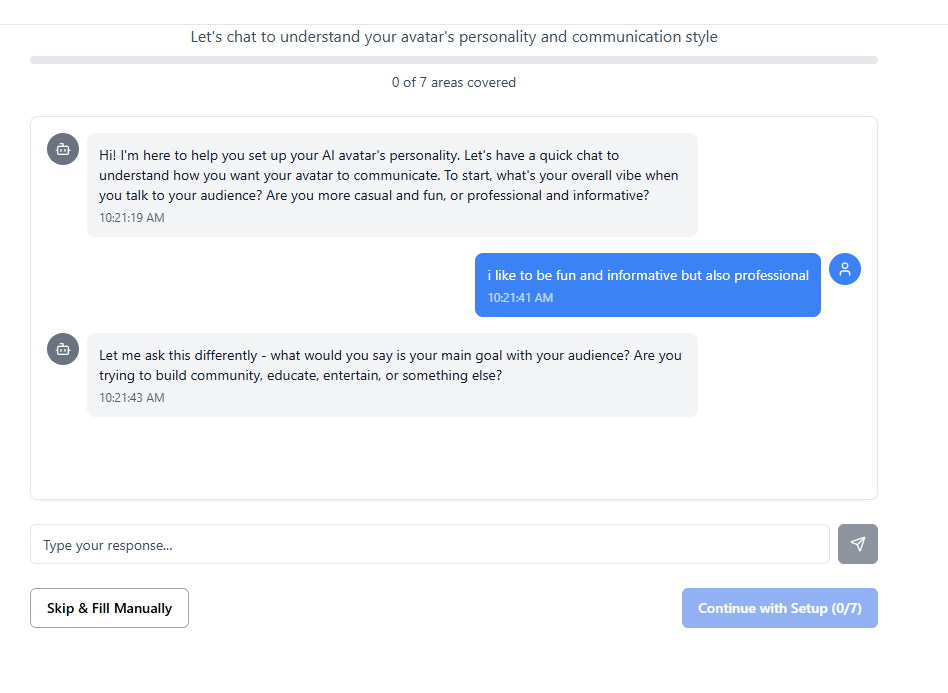 Let's chat to understand your avatar's personality and communication style
0 of 7 areas covered
Hi! I'm here to help you set up your AI avatar's personality. Let's have a quick chat to
understand how you want your avatar to communicate. To start, what's your overall vibe when
you talk to your audience? Are you more casual and fun, or professional and informative?
10:21:19 AM
i like to be fun and informative but also professional
10:21:41 AM
Let me ask this differently - what would you say is your main goal with your audience? Are you
trying to build community, educate, entertain, or something else?
10:21:43 AM
Type your response...
Skip & Fill Manually
Continue with Setup (0/7)